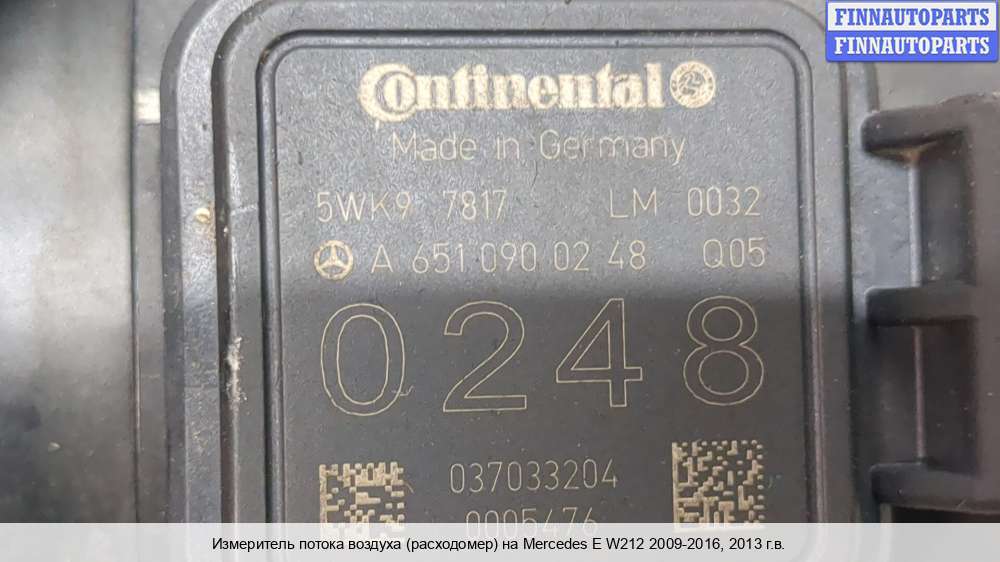 FINNAUTOPARTS
FINNAUTOPARTS
Continental
Made in Germany
5WK9 7817 LM 0032
A 651 090 02 48 Q05
0248
037033204
0005476
Измеритель потока воздуха (расходомер) на Mercedes E W212 2009-2016, 2013 г.в.